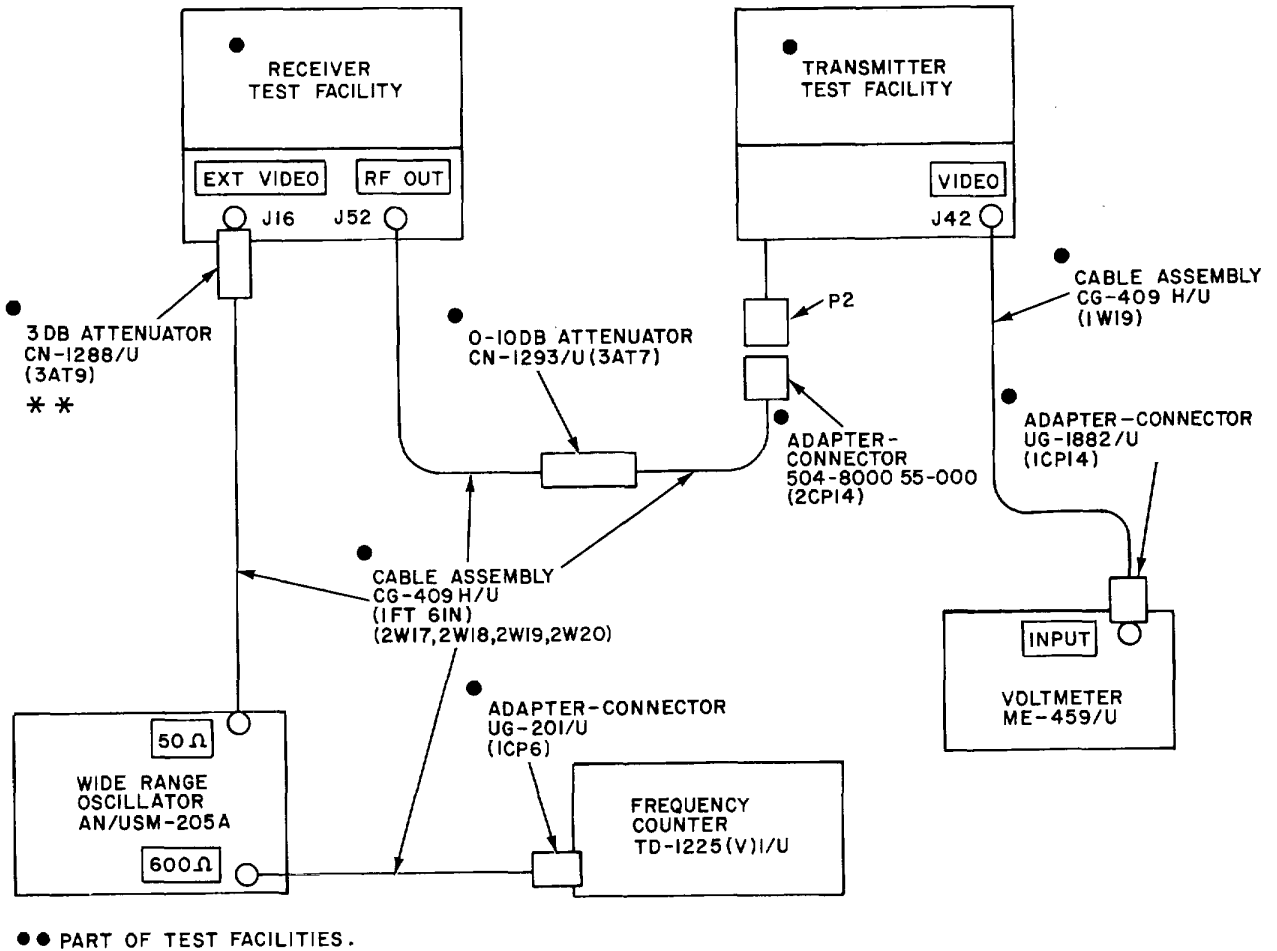 RECEIVER
TEST FACILITY
EXT VIDEO
RF OUT
J16
J52
TRANSMITTER
TEST FACILITY
VIDEO
J42
● 3DB ATTENUATOR
CN-1288/U
(3AT9)
* *
● 0-10DB ATTENUATOR
CN-1293/U(3AT7)
P2
● ADAPTER-
CONNECTOR
504-8000 55-000
(2CP14)
● CABLE ASSEMBLY
CG-409 H/U
(1W19)
● ADAPTER-CONNECTOR
UG-1882/U
(1CP14)
● CABLE ASSEMBLY
CG-409 H/U
(1FT 6IN)
(2W17,2W18,2W19,2W20)
INPUT
VOLTMETER
ME-459/U
● ADAPTER-CONNECTOR
UG-201/U
(1CP6)
50Ω
WIDE RANGE
OSCILLATOR
AN/USM-205A
600Ω
FREQUENCY
COUNTER
TD-1225(V)1/U
●● PART OF TEST FACILITIES.